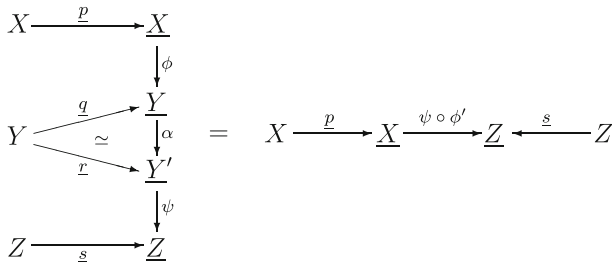 X p X
φ
q Y
Y ≃ α = X p X ψ ∘ φ′ Z s Z
r Y′
ψ
Z s Z